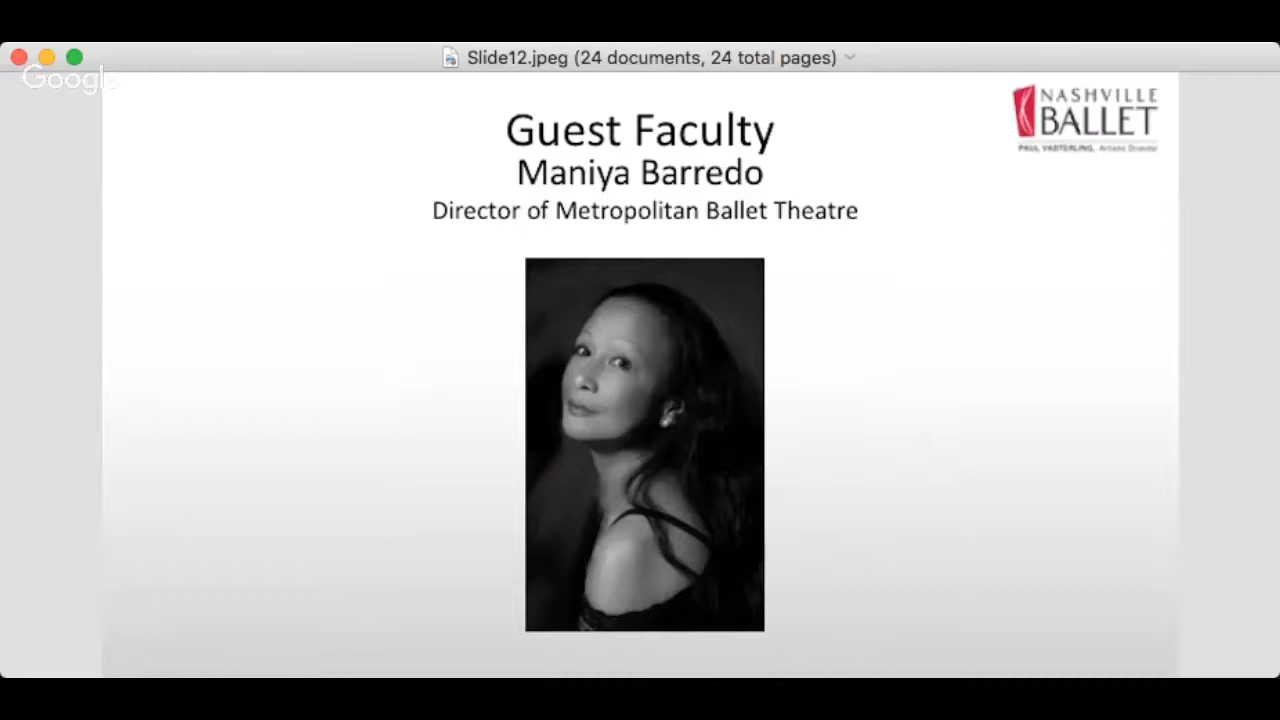 Slide12.jpeg (24 documents, 24 total pages)
Google
NASHVILLE
BALLET
PAUL VASTERLING, Artistic Director
Guest Faculty
Maniya Barredo
Director of Metropolitan Ballet Theatre